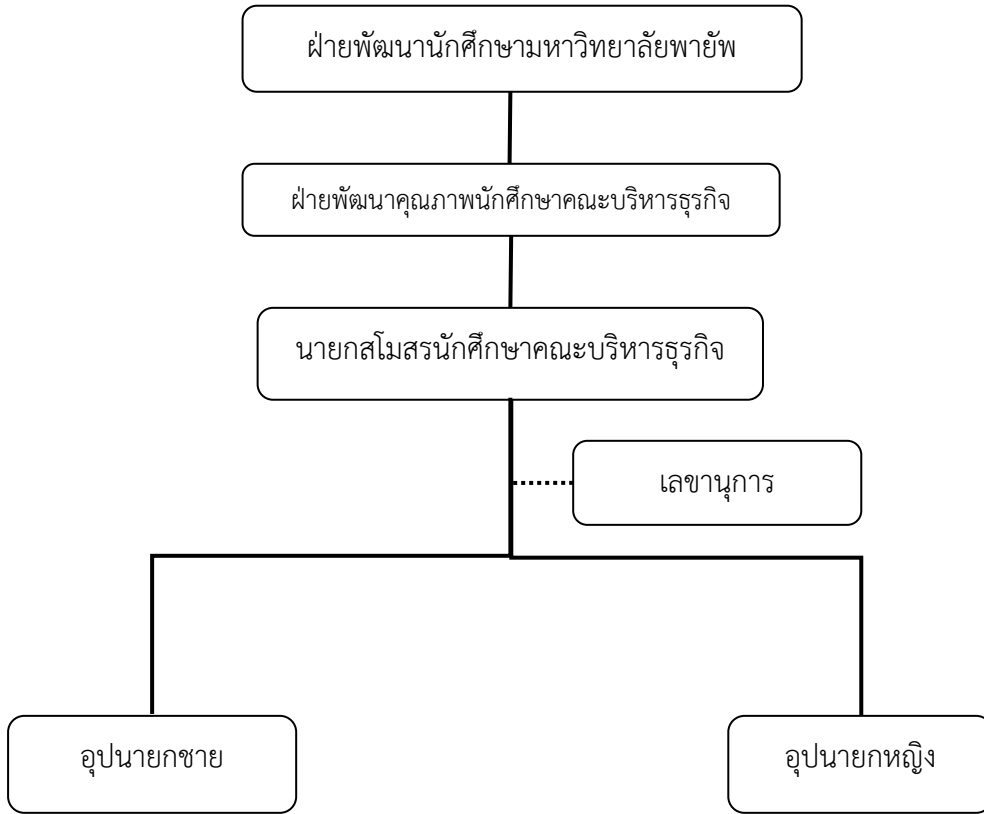 ฝ่ายพัฒนานักศึกษามหาวิทยาลัยพายัพ
ฝ่ายพัฒนาคุณภาพนักศึกษาคณะบริหารธุรกิจ
นายกสโมสรนักศึกษาคณะบริหารธุรกิจ
เลขานุการ
อุปนายกชาย
อุปนายกหญิง